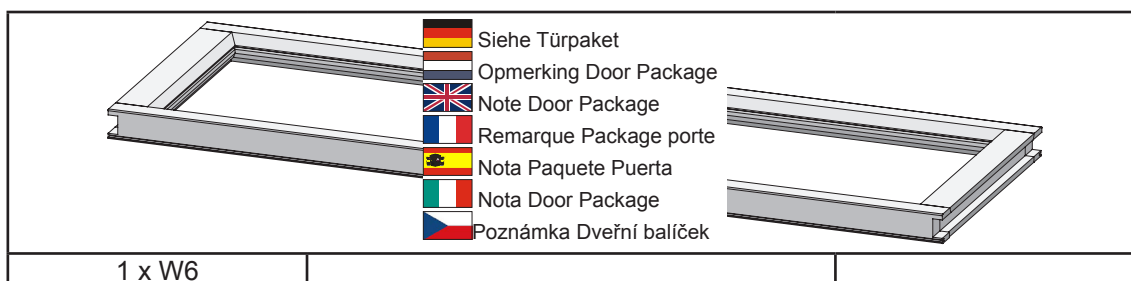 Siehe Türpaket
Opmerking Door Package
Note Door Package
Remarque Package porte
Nota Paquete Puerta
Nota Door Package
Poznámka Dveřní balíček
1 x W6